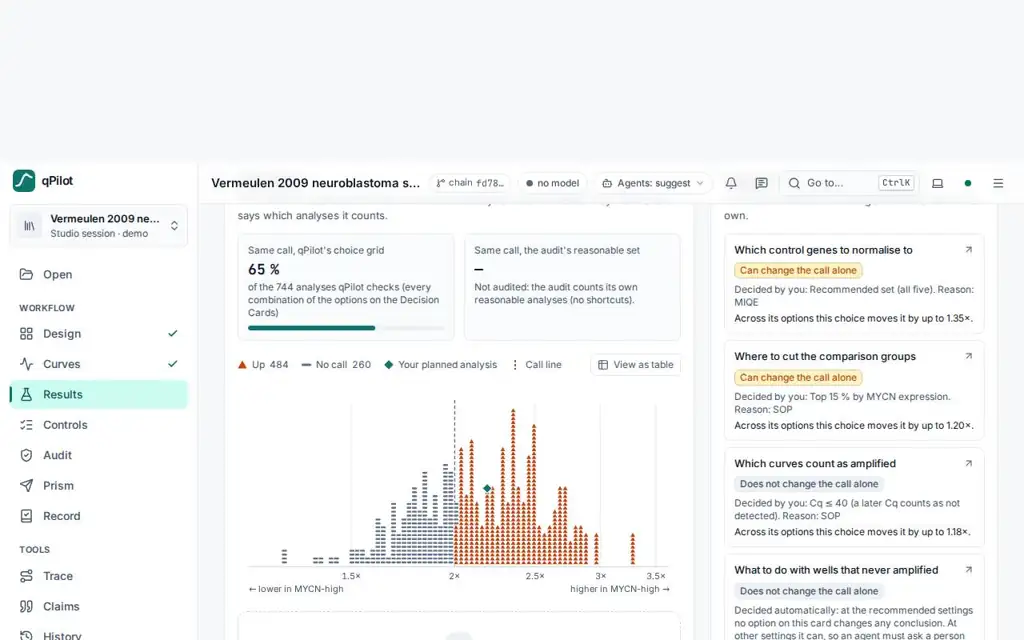 qPilot
Vermeulen 2009 neuroblastoma s...
chain fd78…
no model
Agents: suggest
Go to...
CtrlK
Vermeulen 2009 ne...
Studio session · demo
Open
WORKFLOW
Design
Curves
Results
Controls
Audit
Prism
Record
TOOLS
Trace
Claims
History
says which analyses it counts.
Same call, qPilot's choice grid
65 %
of the 744 analyses qPilot checks (every
combination of the options on the Decision
Cards)
Same call, the audit's reasonable set
—
Not audited: the audit counts its own
reasonable analyses (no shortcuts).
Up 484
No call 260
Your planned analysis
Call line
View as table
1.5×
2×
2.5×
3×
3.5×
← lower in MYCN-high
higher in MYCN-high →
own.
Which control genes to normalise to
Can change the call alone
Decided by you: Recommended set (all five). Reason:
MIQE
Across its options this choice moves it by up to 1.35×.
Where to cut the comparison groups
Can change the call alone
Decided by you: Top 15 % by MYCN expression.
Reason: SOP
Across its options this choice moves it by up to 1.20×.
Which curves count as amplified
Does not change the call alone
Decided by you: Cq ≤ 40 (a later Cq counts as not
detected). Reason: SOP
Across its options this choice moves it by up to 1.18×.
What to do with wells that never amplified
Does not change the call alone
Decided automatically: at the recommended settings
no option on this card changes any conclusion. At
other settings it can, so an agent must ask a person